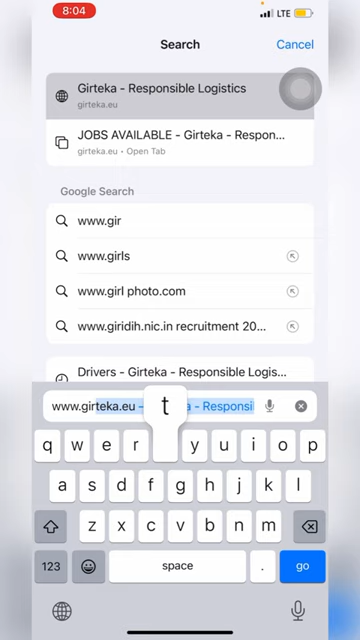 8:04
LTE
Search
Cancel
Girteka - Responsible Logistics
girteka.eu
JOBS AVAILABLE - Girteka - Respon...
girteka.eu • Open Tab
Google Search
www.gir
www.girls
www.girl photo.com
www.giridih.nic.in recruitment 20...
Drivers - Girteka - Responsible Logis...
www.girteka.eu – a - Responsi
t
q w e r y u i o p
a s d f g h j k l
z x c v b n m
123 space . go